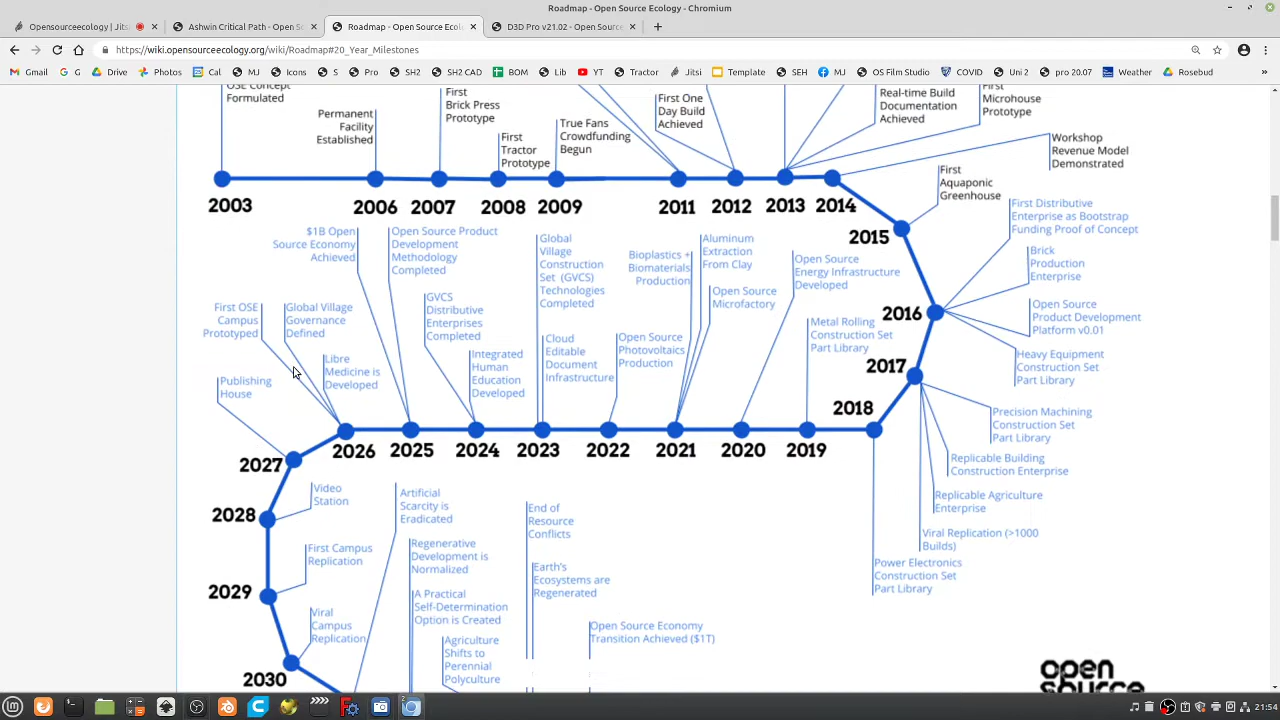 Roadmap - Open Source Ecology - Chromium
Opensourceecology | Jitsi
Ashwin Critical Path - Open S
Roadmap - Open Source Ecol
D3D Pro v21.02 - Open Source
https://wiki.opensourceecology.org/wiki/Roadmap#20_Year_Milestones
Gmail G Drive Photos Cal MJ Icons S Pro SH2 SH2 CAD BOM Lib YT Tractor Jitsi Template SEH MJ OS Film Studio COVID Uni 2 pro 20.07 Weather Rosebud »
OSE Concept
Formulated
Permanent
Facility
Established
First
Brick Press
Prototype
First
Tractor
Prototype
True Fans
Crowdfunding
Begun
First One
Day Build
Achieved
Real-time Build
Documentation
Achieved
First
Microhouse
Prototype
Workshop
Revenue Model
Demonstrated
2003
2006
2007
2008
2009
2011
2012
2013
2014
First
Aquaponic
Greenhouse
2015
First Distributive
Enterprise as Bootstrap
Funding Proof of Concept
Brick
Production
Enterprise
Open Source
Product Development
Platform v0.01
Heavy Equipment
Construction Set
Part Library
2016
2017
Precision Machining
Construction Set
Part Library
Replicable Building
Construction Enterprise
Replicable Agriculture
Enterprise
Viral Replication (>1000
Builds)
2018
Power Electronics
Construction Set
Part Library
Metal Rolling
Construction Set
Part Library
2019
Open Source
Energy Infrastructure
Developed
2020
Aluminum
Extraction
From Clay
Open Source
Microfactory
Bioplastics +
Biomaterials
Production
2021
Open Source
Photovoltaics
Production
2022
Global
Village
Construction
Set (GVCS)
Technologies
Completed
Cloud
Editable
Document
Infrastructure
2023
GVCS
Distributive
Enterprises
Completed
Integrated
Human
Education
Developed
2024
$1B Open
Source Economy
Achieved
Open Source Product
Development
Methodology
Completed
2025
First OSE
Campus
Prototyped
Global Village
Governance
Defined
Libre
Medicine is
Developed
2026
Publishing
House
2027
Video
Station
2028
First Campus
Replication
2029
Viral
Campus
Replication
2030
Artificial
Scarcity is
Eradicated
Regenerative
Development is
Normalized
A Practical
Self-Determination
Option is Created
Agriculture
Shifts to
Perennial
Polyculture
End of
Resource
Conflicts
Earth's
Ecosystems are
Regenerated
Open Source Economy
Transition Achieved ($1T)
open
source
21:54